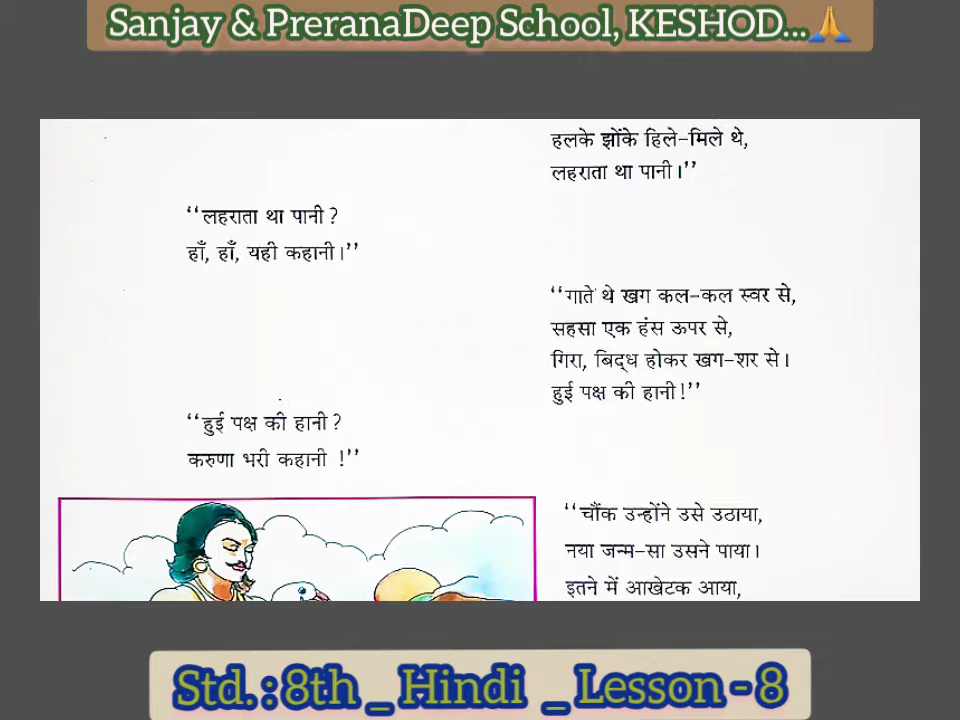 Sanjay & PreranaDeep School, KESHOD...🙏
हलके झोंके हिले-मिले थे,
लहराता था पानी।’’
‘‘लहराता था पानी ?
हाँ, हाँ, यही कहानी।’’
‘‘गाते थे खग कल-कल स्वर से,
सहसा एक हंस ऊपर से,
गिरा, बिद्ध होकर खग-शर से।
हुई पक्ष की हानी !’’
‘‘हुई पक्ष की हानी ?
करुणा भरी कहानी !’’
‘‘चौंक उन्होंने उसे उठाया,
नया जन्म-सा उसने पाया।
इतने में आखेटक आया,
Std. : 8th _ Hindi _ Lesson - 8